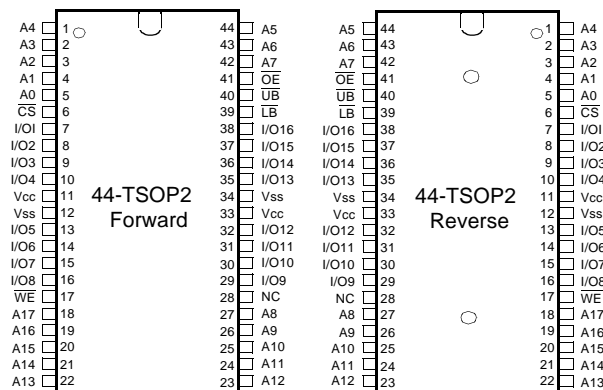 A4 1 44 A5 A5 44 1 A4
A3 2 43 A6 A6 43 2 A3
A2 3 42 A7 A7 42 3 A2
A1 4 41 OE OE 41 4 A1
A0 5 40 UB UB 40 5 A0
CS 6 39 LB LB 39 6 CS
I/OI 7 38 I/O16 I/O16 38 7 I/OI
I/O2 8 37 I/O15 I/O15 37 8 I/O2
I/O3 9 36 I/O14 I/O14 36 9 I/O3
I/O4 10 35 I/O13 I/O13 35 10 I/O4
Vcc 11 44-TSOP2 34 Vss Vss 34 44-TSOP2 11 Vcc
Vss 12 Forward 33 Vcc Vcc 33 Reverse 12 Vss
I/O5 13 32 I/O12 I/O12 32 13 I/O5
I/O6 14 31 I/O11 I/O11 31 14 I/O6
I/O7 15 30 I/O10 I/O10 30 15 I/O7
I/O8 16 29 I/O9 I/O9 29 16 I/O8
WE 17 28 NC NC 28 17 WE
A17 18 27 A8 A8 27 18 A17
A16 19 26 A9 A9 26 19 A16
A15 20 25 A10 A10 25 20 A15
A14 21 24 A11 A11 24 21 A14
A13 22 23 A12 A12 23 22 A13